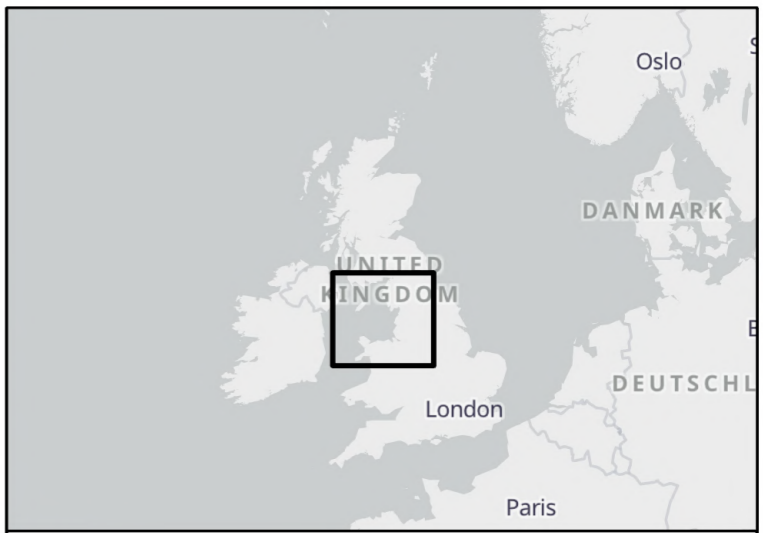 Oslo
DANMARK
UNITED
KINGDOM
DEUTSCHL
London
Paris